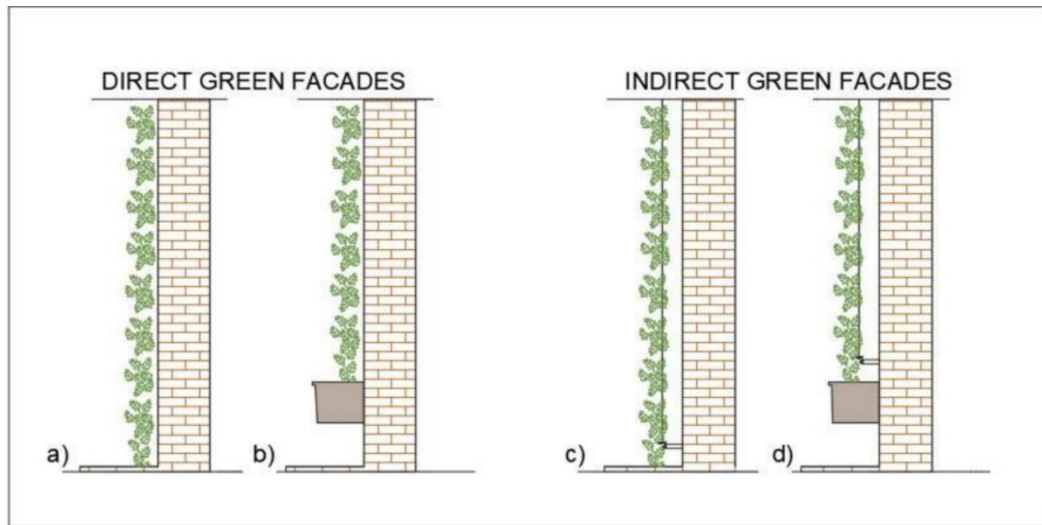 DIRECT GREEN FACADES
INDIRECT GREEN FACADES
a)
b)
c)
d)